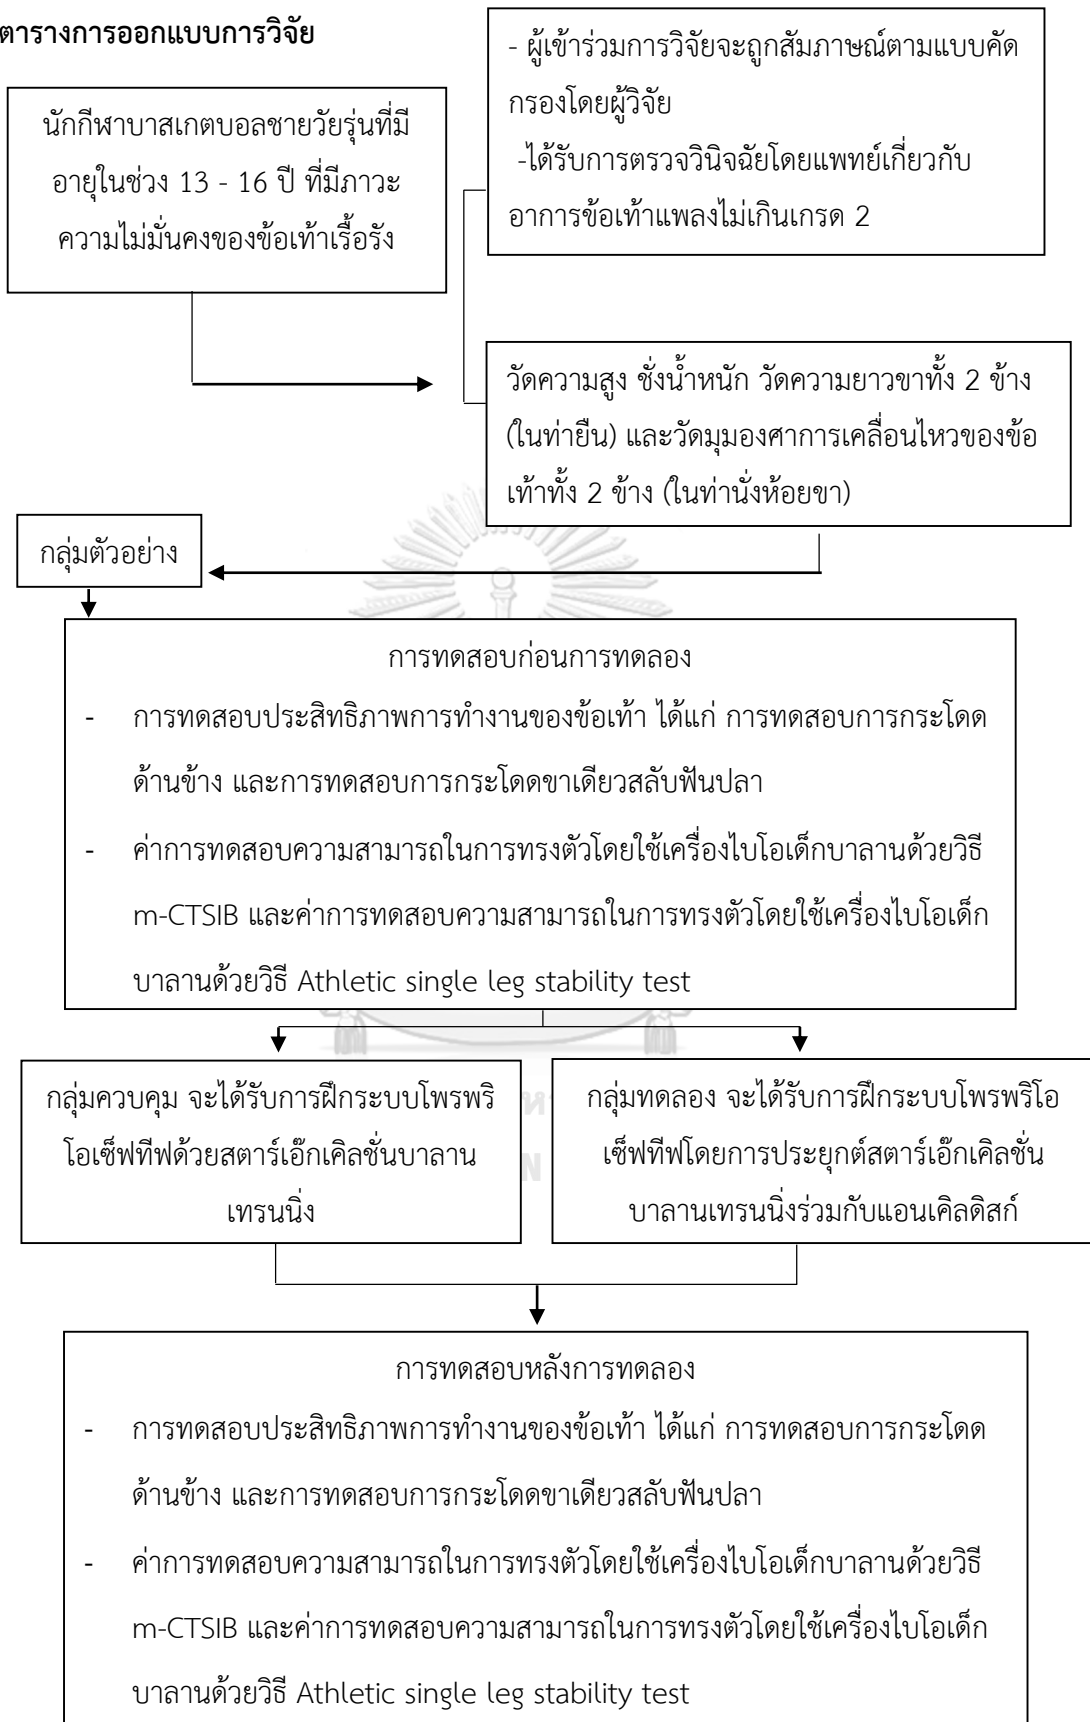 ตารางการออกแบบการวิจัย
นักกีฬาบาสเกตบอลชายวัยรุ่นที่มี
อายุในช่วง 13 - 16 ปี ที่มีภาวะ
ความไม่มั่นคงของข้อเท้าเรื้อรัง
- ผู้เข้าร่วมการวิจัยจะถูกสัมภาษณ์ตามแบบคัด
กรองโดยผู้วิจัย
-ได้รับการตรวจวินิจฉัยโดยแพทย์เกี่ยวกับ
อาการข้อเท้าแพลงไม่เกินเกรด 2
วัดความสูง ชั่งน้ำหนัก วัดความยาวขาทั้ง 2 ข้าง
(ในท่ายืน) และวัดมุมองศาการเคลื่อนไหวของข้อ
เท้าทั้ง 2 ข้าง (ในท่านั่งห้อยขา)
กลุ่มตัวอย่าง
การทดสอบก่อนการทดลอง
- การทดสอบประสิทธิภาพการทำงานของข้อเท้า ได้แก่ การทดสอบการกระโดด
ด้านข้าง และการทดสอบการกระโดดขาเดียวสลับฟันปลา
- ค่าการทดสอบความสามารถในการทรงตัวโดยใช้เครื่องไบโอเด็กบาลานด้วยวิธี
m-CTSIB และค่าการทดสอบความสามารถในการทรงตัวโดยใช้เครื่องไบโอเด็ก
บาลานด้วยวิธี Athletic single leg stability test
กลุ่มควบคุม จะได้รับการฝึกระบบโพรพริ
โอเซ็ฟทีฟด้วยสตาร์เอ๊กเคิลชั่นบาลาน
เทรนนิ่ง
กลุ่มทดลอง จะได้รับการฝึกระบบโพรพริโอ
เซ็ฟทีฟโดยการประยุกต์สตาร์เอ๊กเคิลชั่น
บาลานเทรนนิ่งร่วมกับแอนเคิลดิสก์
การทดสอบหลังการทดลอง
- การทดสอบประสิทธิภาพการทำงานของข้อเท้า ได้แก่ การทดสอบการกระโดด
ด้านข้าง และการทดสอบการกระโดดขาเดียวสลับฟันปลา
- ค่าการทดสอบความสามารถในการทรงตัวโดยใช้เครื่องไบโอเด็กบาลานด้วยวิธี
m-CTSIB และค่าการทดสอบความสามารถในการทรงตัวโดยใช้เครื่องไบโอเด็ก
บาลานด้วยวิธี Athletic single leg stability test